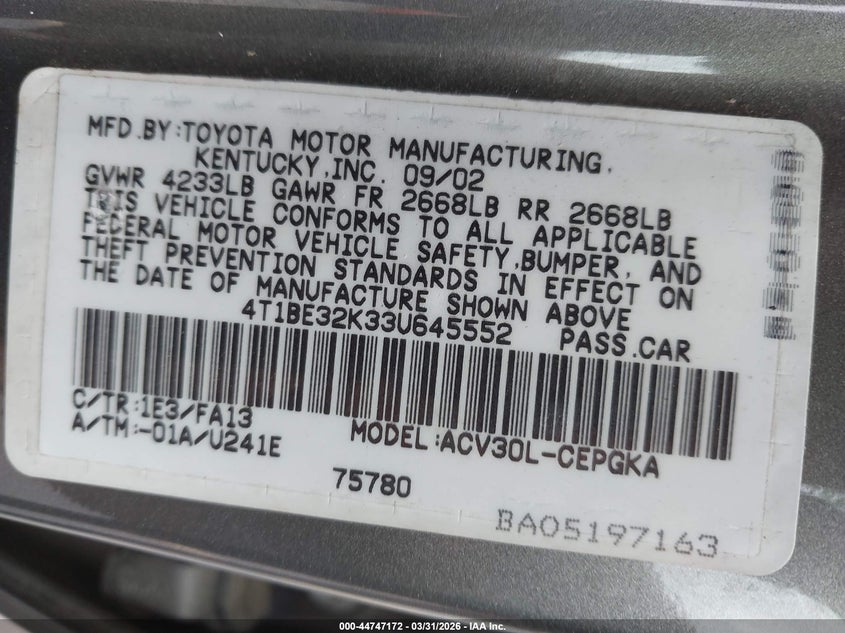 MFD.BY:TOYOTA MOTOR MANUFACTURING,
KENTUCKY,INC. 09/02
GVWR 4233LB GAWR FR 2668LB RR 2668LB
THIS VEHICLE CONFORMS TO ALL APPLICABLE
FEDERAL MOTOR VEHICLE SAFETY,BUMPER, AND
THEFT PREVENTION STANDARDS IN EFFECT ON
THE DATE OF MANUFACTURE SHOWN ABOVE
4T1BE32K33U645552 PASS.CAR
C/TR:1E3/FA13
A/TM:-01A/U241E
MODEL:ACV30L-CEPGKA
75780
BA05197163
000-44747172 - 03/31/2026 - IAA Inc.